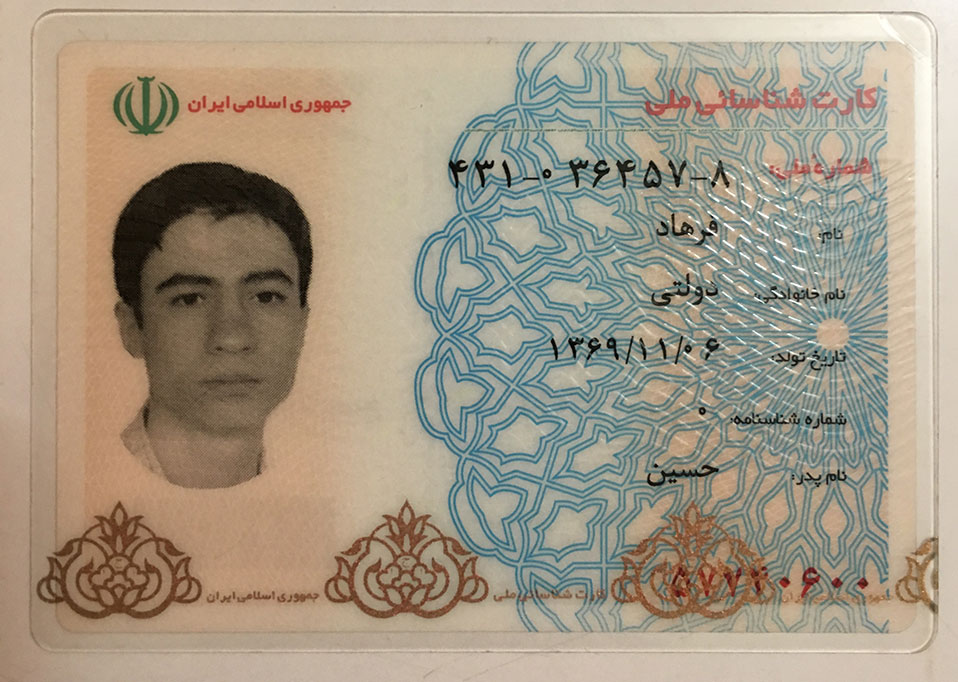 جمهوری اسلامی ایران
کارت شناسائی ملی
شمارهٔ ملی: ۴۳۱-۰۳۶۴۵۷-۸
نام: فرهاد
نام خانوادگی: دولتی
تاریخ تولد: ۱۳۶۹/۱۱/۰۶
شماره شناسنامه: ۰
نام پدر: حسین
جمهوری اسلامی ایران
کارت شناسائی ملی